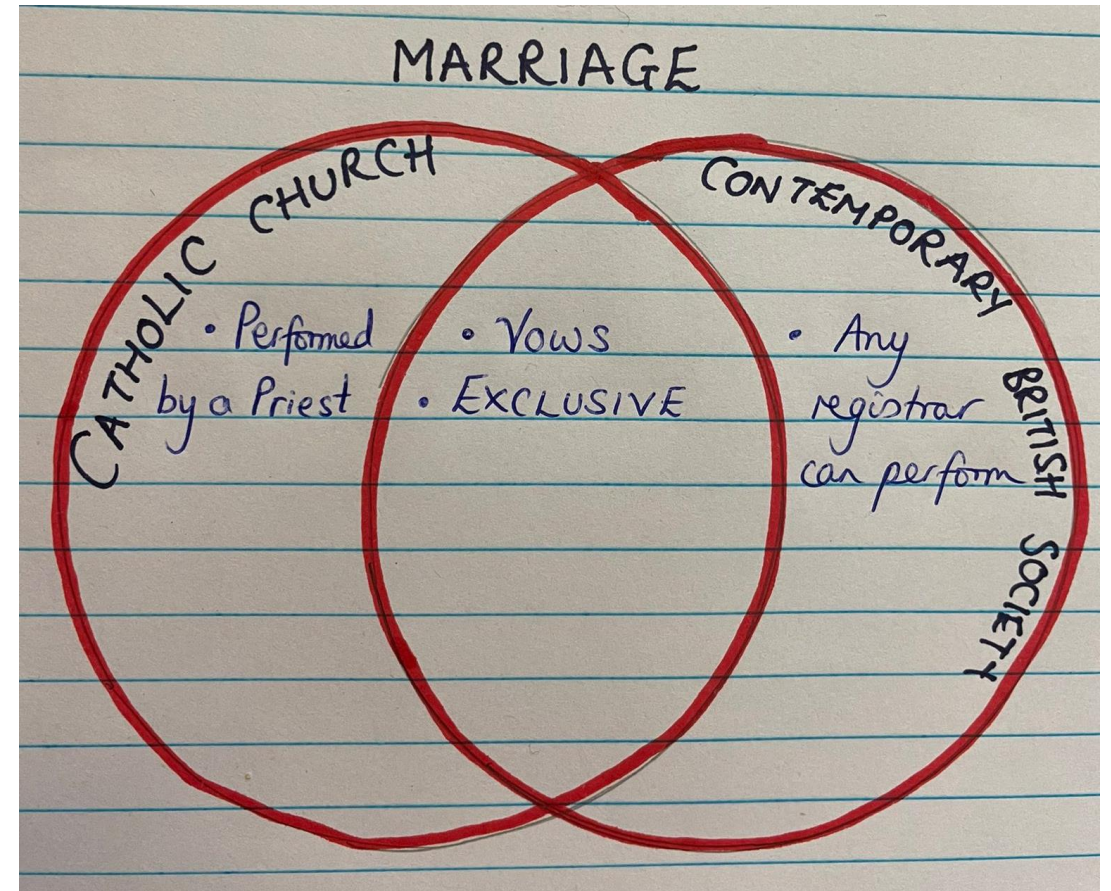 MARRIAGE
CATHOLIC CHURCH
CONTEMPORARY BRITISH SOCIETY
• Performed
by a Priest
• Vows
• EXCLUSIVE
• Any
registrar
can perform